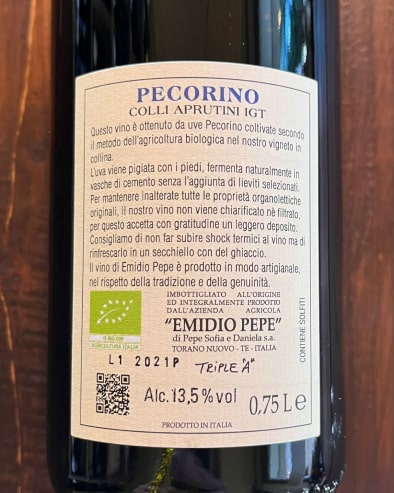 PECORINO
COLLI APRUTINI IGT
Questo vino è ottenuto da uve Pecorino coltivate secondo
il metodo dell'agricoltura biologica nel nostro vigneto in
collina.
L'uva viene pigiata con i piedi, fermenta naturalmente in
vasche di cemento senza l'aggiunta di lieviti selezionati.
Per mantenere inalterate tutte le proprietà organolettiche
originali, il nostro vino non viene chiarificato nè filtrato,
per questo accetta con gratitudine un leggero deposito.
Consigliamo di non far subire shock termici al vino ma di
rinfrescarlo in un secchiello con del ghiaccio.
Il vino di Emidio Pepe è prodotto in modo artigianale,
nel rispetto della tradizione e della genuinità.
IMBOTTIGLIATO ALL'ORIGINE
ED INTEGRALMENTE PRODOTTO
DALL'AZIENDA AGRICOLA
"EMIDIO PEPE"
di Pepe Sofia e Daniela s.a.
TORANO NUOVO - TE - ITALIA
CONTIENE SOLFITI
AGRICOLTURA ITALIA
L1 2021P
TRIPLE "A"
Alc. 13,5% vol
0,75 L e
PRODOTTO IN ITALIA